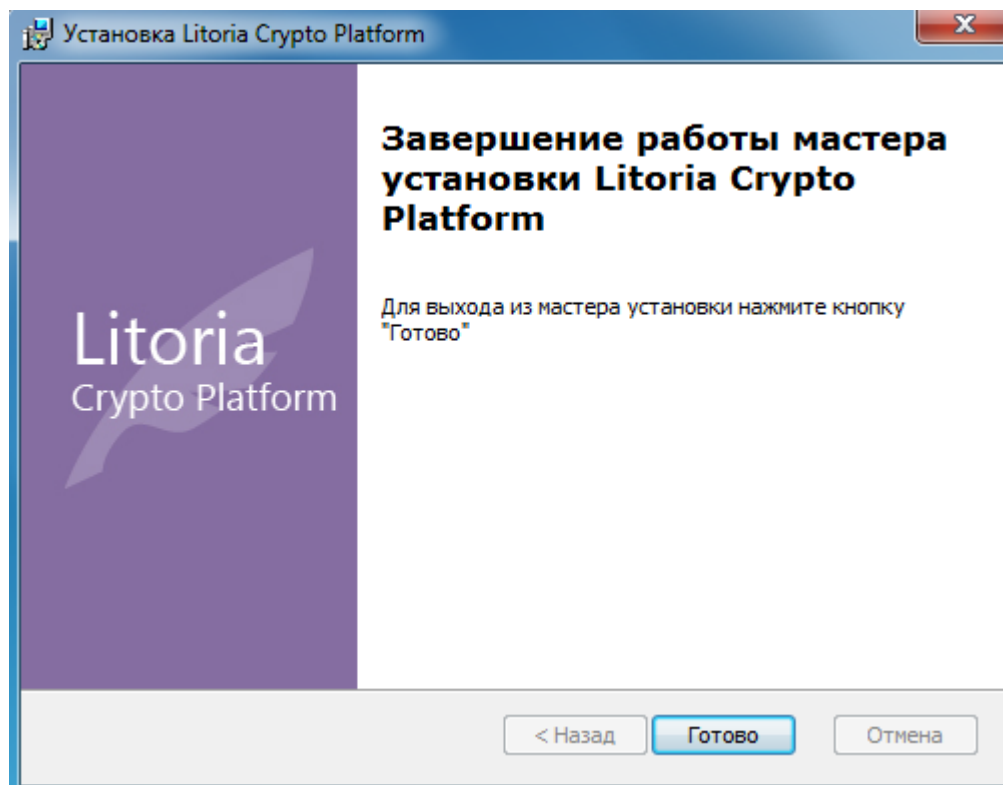 Установка Litoria Crypto Platform
x
Завершение работы мастера
установки Litoria Crypto
Platform
Для выхода из мастера установки нажмите кнопку
"Готово"
Litoria
Crypto Platform
< Назад
Готово
Отмена